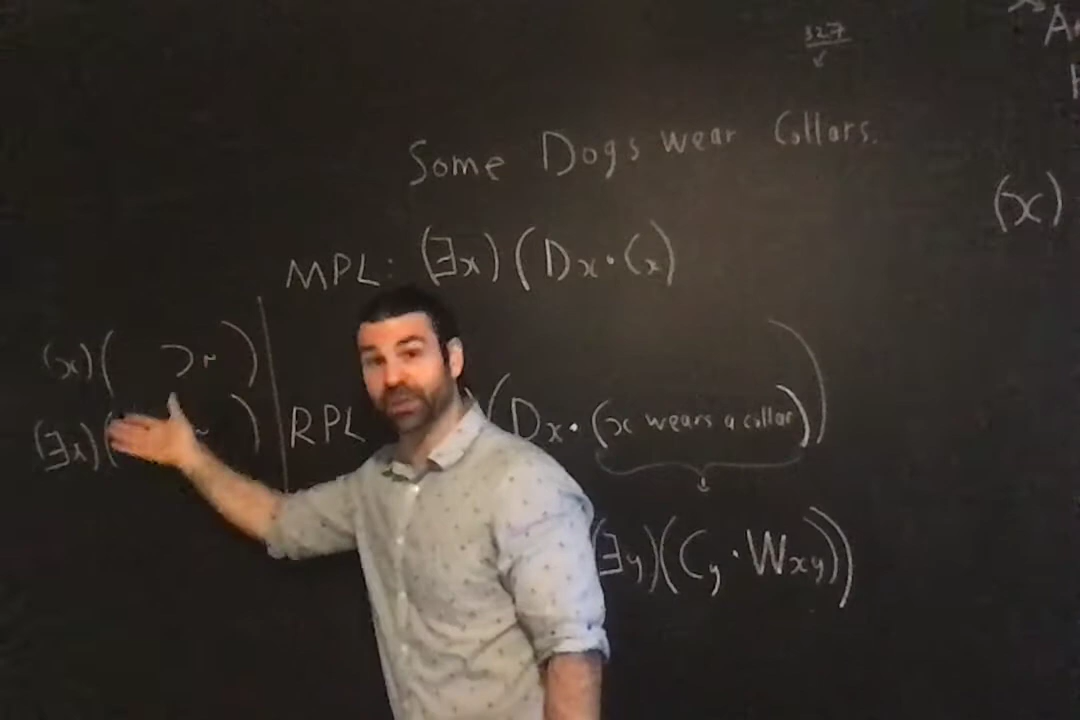 327
Some Dogs wear Collars.
(x)
MPL: (∃x) (Dx·Cx)
(x)( ⊃~ )
(∃x)( ~ )
RPL )(Dx·(x wears a collar))
(∃y)(Cy·Wxy))